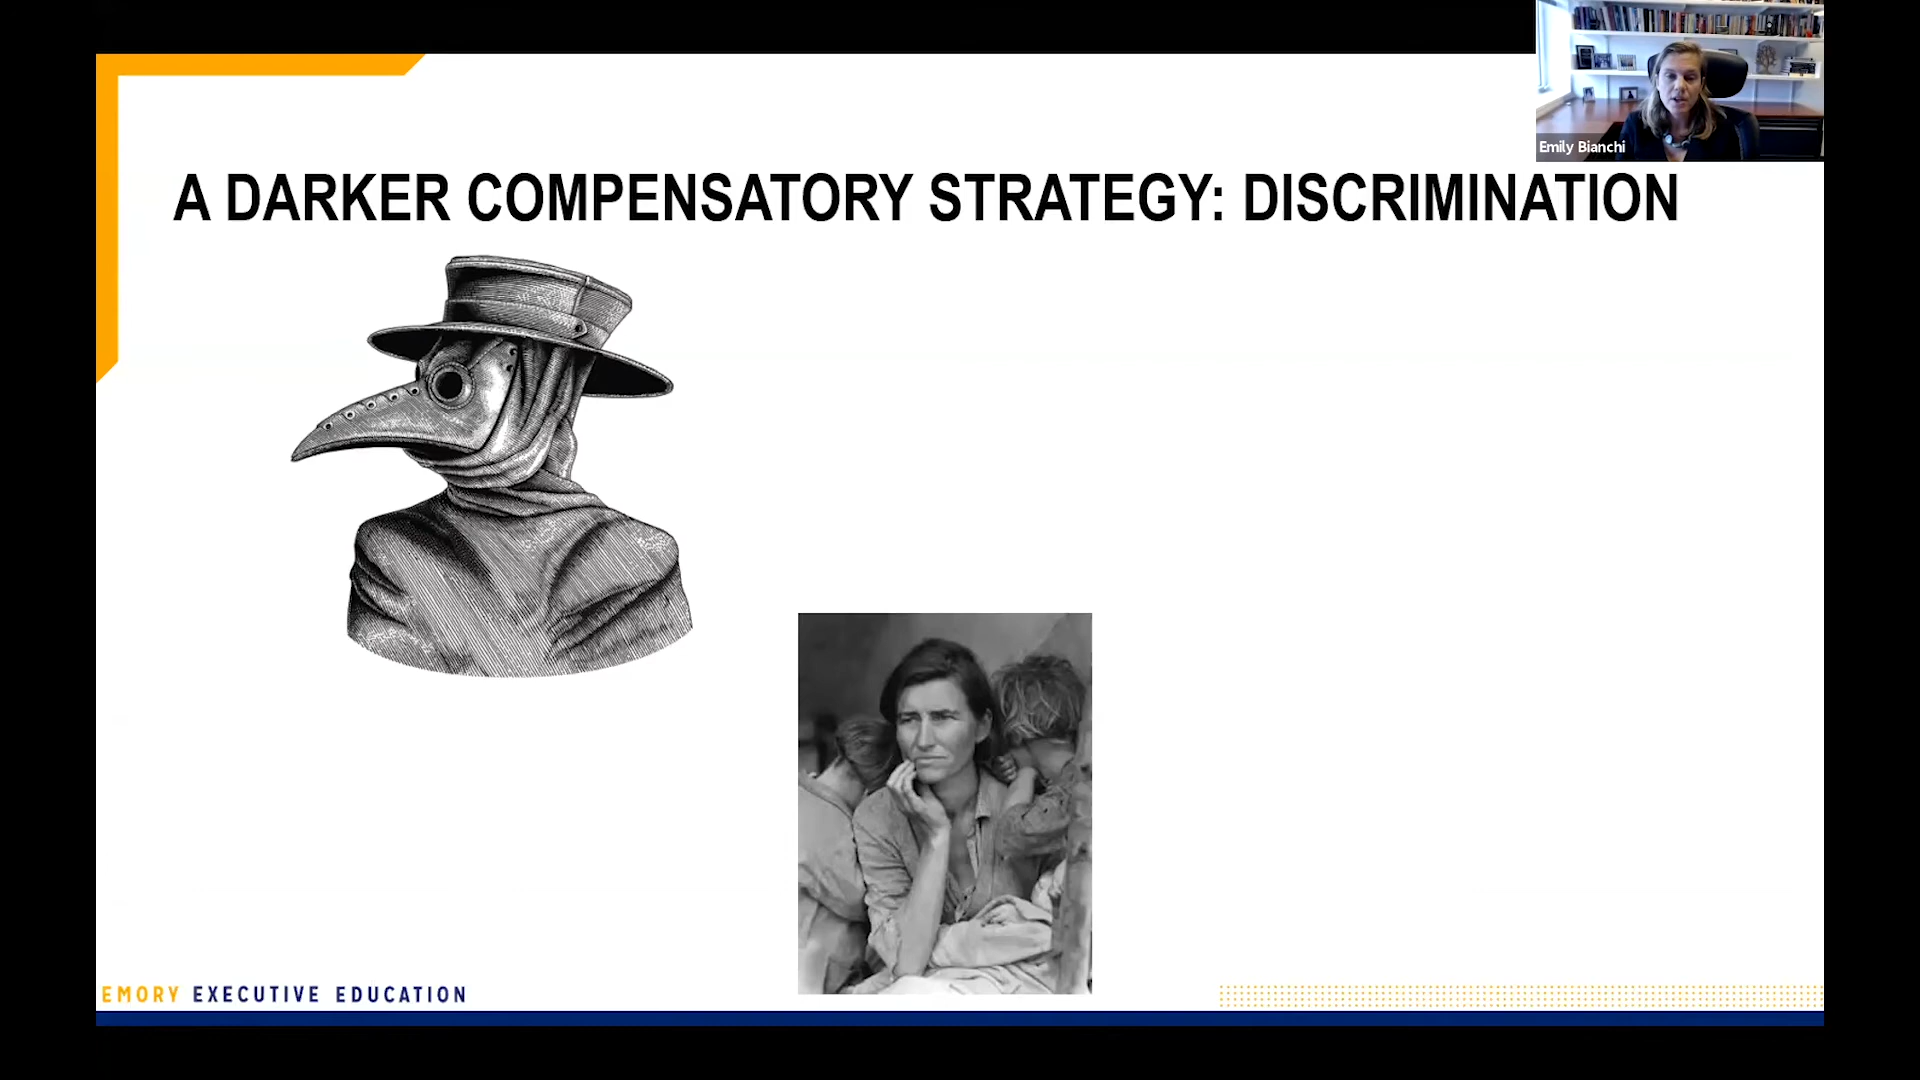 Emily Bianchi
A DARKER COMPENSATORY STRATEGY: DISCRIMINATION
EMORY EXECUTIVE EDUCATION